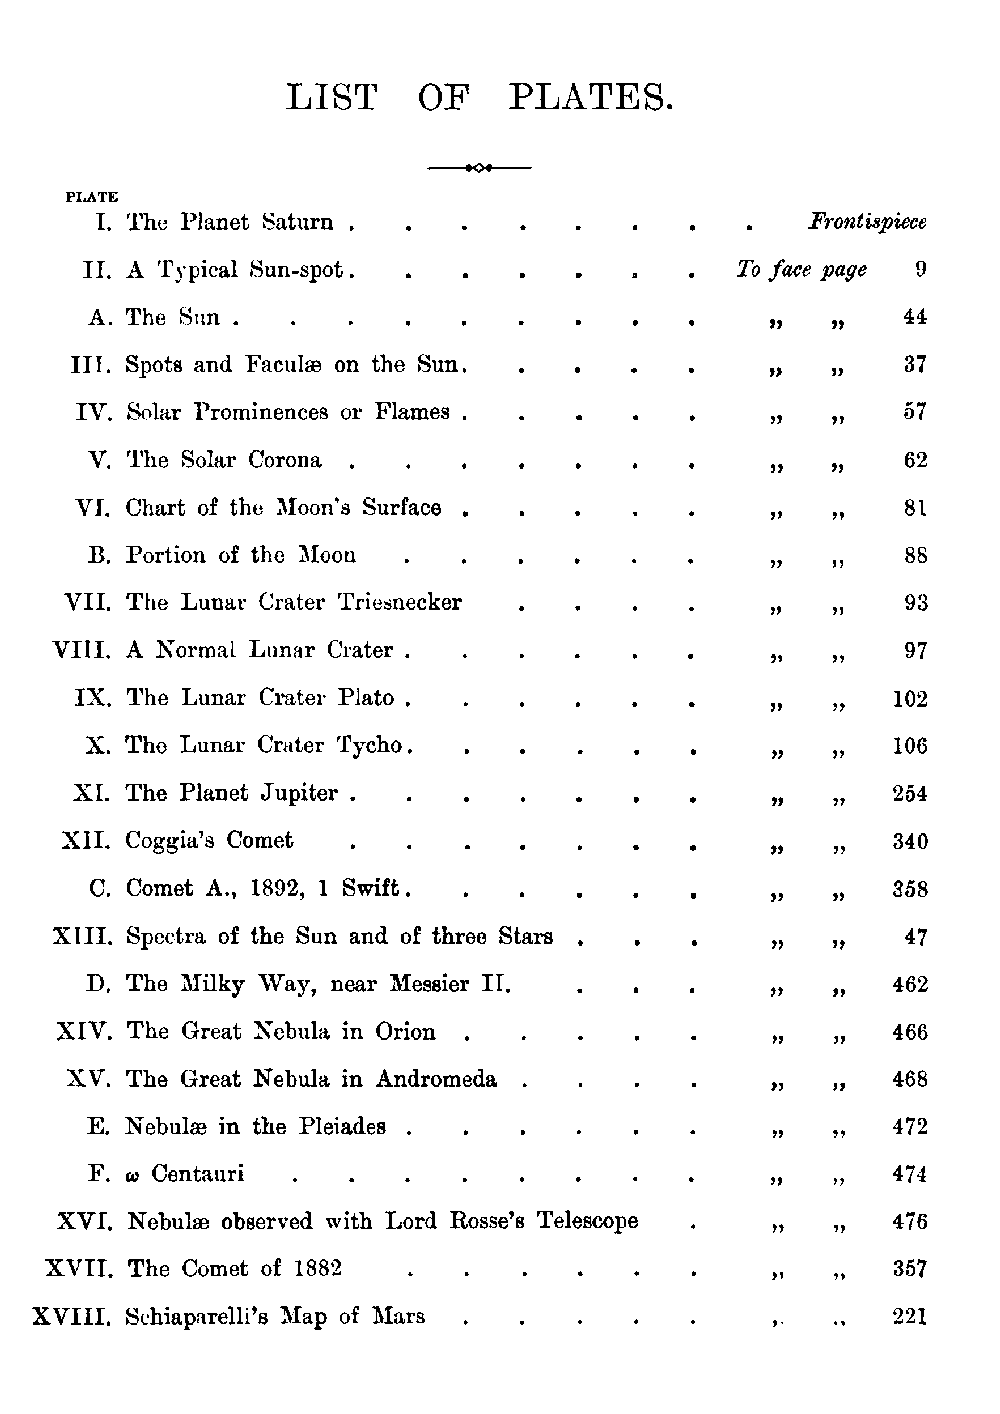 LIST OF PLATES.
PLATE
I. The Planet Saturn . . . . . . . . Frontispiece
II. A Typical Sun-spot . . . . . . . To face page 9
A. The Sun . . . . . . . . . „ „ 44
III. Spots and Faculæ on the Sun . . . . . „ „ 37
IV. Solar Prominences or Flames . . . . . „ „ 57
V. The Solar Corona . . . . . . . „ „ 62
VI. Chart of the Moon's Surface . . . . . „ „ 81
B. Portion of the Moon . . . . . . „ „ 88
VII. The Lunar Crater Triesnecker . . . . „ „ 93
VIII. A Normal Lunar Crater . . . . . . „ „ 97
IX. The Lunar Crater Plato . . . . . . „ „ 102
X. The Lunar Crater Tycho . . . . . . „ „ 106
XI. The Planet Jupiter . . . . . . . „ „ 254
XII. Coggia's Comet . . . . . . . „ „ 340
C. Comet A., 1892, 1 Swift . . . . . . „ „ 358
XIII. Spectra of the Sun and of three Stars . . . „ „ 47
D. The Milky Way, near Messier II. . . . „ „ 462
XIV. The Great Nebula in Orion . . . . . „ „ 466
XV. The Great Nebula in Andromeda . . . . „ „ 468
E. Nebulæ in the Pleiades . . . . . . „ „ 472
F. ω Centauri . . . . . . . . „ „ 474
XVI. Nebulæ observed with Lord Rosse's Telescope . „ „ 476
XVII. The Comet of 1882 . . . . . . „ „ 357
XVIII. Schiaparelli's Map of Mars . . . . . „ „ 221